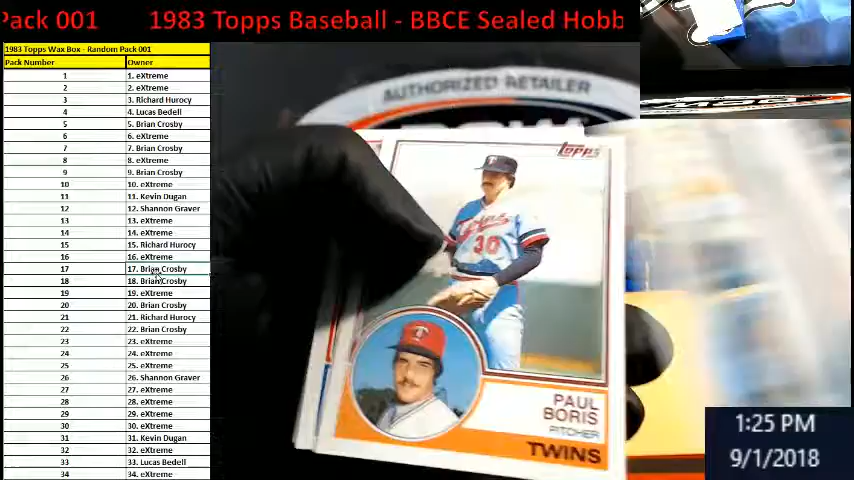 Pack 001 1983 Topps Baseball - BBCE Sealed Hobb
1983 Topps Wax Box - Random Pack 001
Pack Number Owner
1 1. eXtreme
2 2. eXtreme
3 3. Richard Hurocy
4 4. Lucas Bedell
5 5. Brian Crosby
6 6. eXtreme
7 7. Brian Crosby
8 8. eXtreme
9 9. Brian Crosby
10 10. eXtreme
11 11. Kevin Dugan
12 12. Shannon Graver
13 13. eXtreme
14 14. eXtreme
15 15. Richard Hurocy
16 16. eXtreme
17 17. Brian Crosby
18 18. Brian Crosby
19 19. eXtreme
20 20. Brian Crosby
21 21. Richard Hurocy
22 22. Brian Crosby
23 23. eXtreme
24 24. eXtreme
25 25. eXtreme
26 26. Shannon Graver
27 27. eXtreme
28 28. eXtreme
29 29. eXtreme
30 30. eXtreme
31 31. Kevin Dugan
32 32. eXtreme
33 33. Lucas Bedell
34 34. eXtreme
AUTHORIZED RETAILER
Topps
Twins
30
PAUL
BORIS
PITCHER
TWINS
1:25 PM
9/1/2018